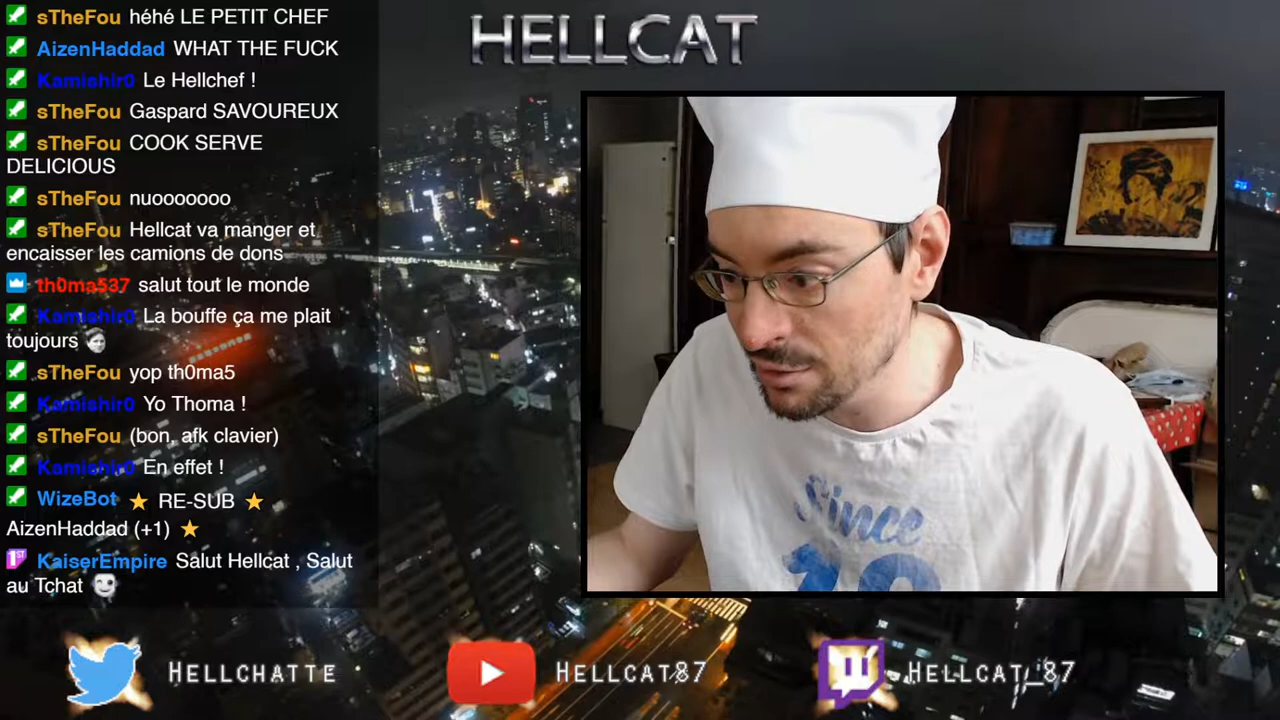 sTheFou héhé LE PETIT CHEF
AizenHaddad WHAT THE FUCK
Kamishir0 Le Hellchef !
sTheFou Gaspard SAVOUREUX
sTheFou COOK SERVE
DELICIOUS
sTheFou nuooooooo
sTheFou Hellcat va manger et
encaisser les camions de dons
th0ma537 salut tout le monde
Kamishir0 La bouffe ça me plait
toujours
sTheFou yop th0ma5
Kamishir0 Yo Thoma !
sTheFou (bon, afk clavier)
Kamishir0 En effet !
WizeBot ★ RE-SUB ★
AizenHaddad (+1) ★
1ST KaiserEmpire Salut Hellcat , Salut
au Tchat
HELLCAT
Since
HELLCHATTE
HELLCAT87
HELLCAT_87